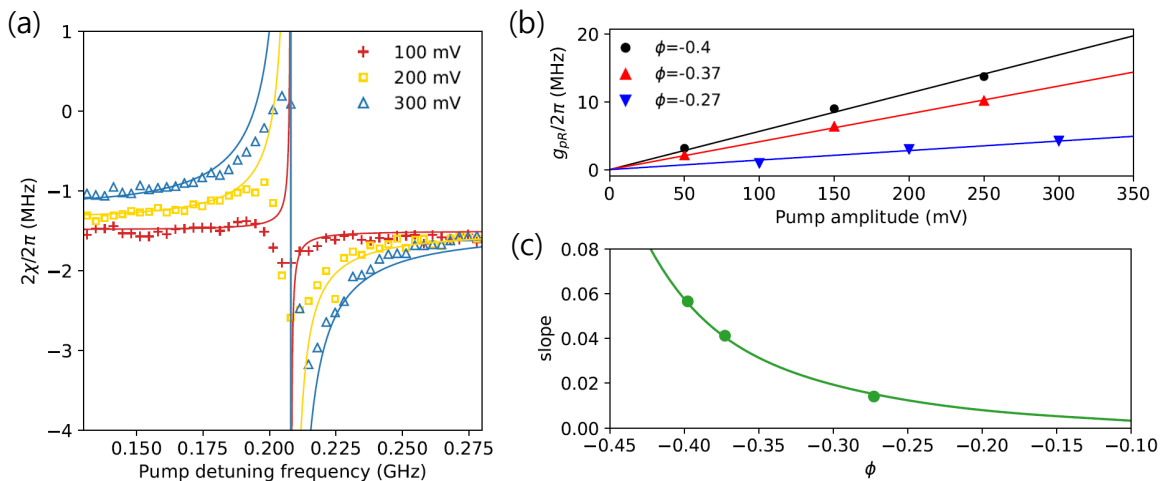 (a)
1
0
−1
−2
−3
−4
2χ/2π (MHz)
100 mV
200 mV
300 mV
0.150 0.175 0.200 0.225 0.250 0.275
Pump detuning frequency (GHz)
(b)
20
10
0
g_pR/2π (MHz)
ϕ=-0.4
ϕ=-0.37
ϕ=-0.27
0 50 100 150 200 250 300 350
Pump amplitude (mV)
(c)
0.08
0.06
0.04
0.02
0.00
slope
−0.45 −0.40 −0.35 −0.30 −0.25 −0.20 −0.15 −0.10
ϕ